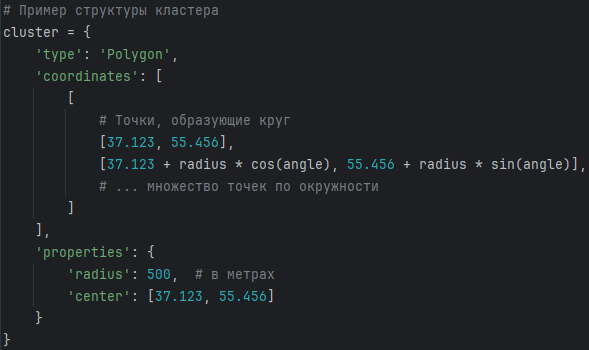 # Пример структуры кластера
cluster = {
    'type': 'Polygon',
    'coordinates': [
        [
            # Точки, образующие круг
            [37.123, 55.456],
            [37.123 + radius * cos(angle), 55.456 + radius * sin(angle)],
            # ... множество точек по окружности
        ]
    ],
    'properties': {
        'radius': 500,  # в метрах
        'center': [37.123, 55.456]
    }
}